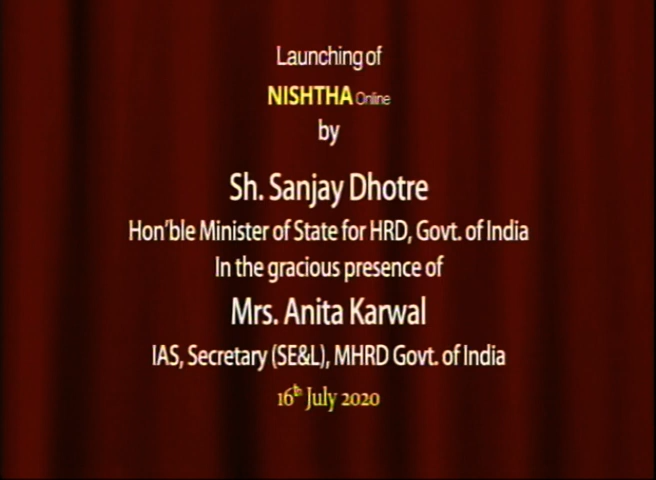 Launching of
NISHTHA Online
by
Sh. Sanjay Dhotre
Hon'ble Minister of State for HRD, Govt. of India
In the gracious presence of
Mrs. Anita Karwal
IAS, Secretary (SE&L), MHRD Govt. of India
16th July 2020